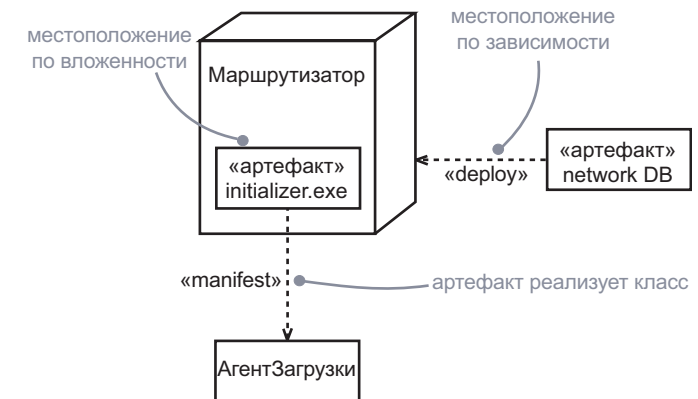 местоположение
по вложенности
местоположение
по зависимости
Маршрутизатор
«артефакт»
initializer.exe
«deploy»
«артефакт»
network DB
«manifest»
артефакт реализует класс
АгентЗагрузки